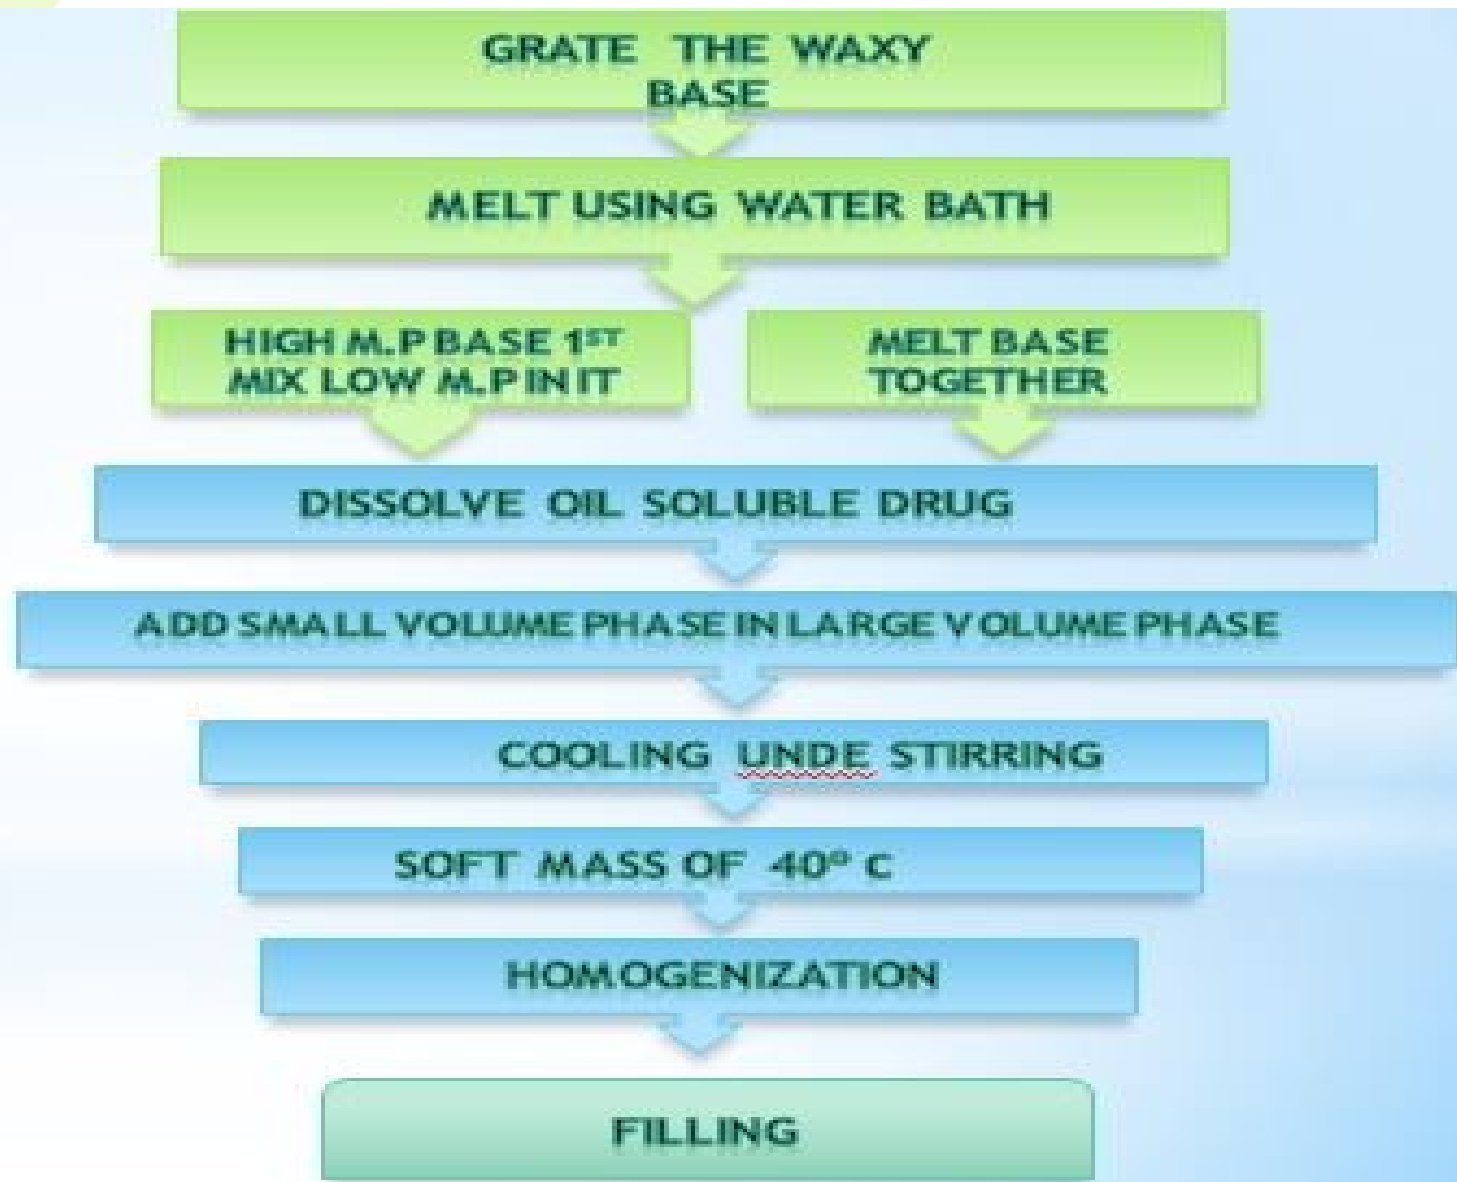 GRATE THE WAXY
BASE
MELT USING WATER BATH
HIGH M.P BASE 1ST
MIX LOW M.P IN IT
MELT BASE
TOGETHER
DISSOLVE OIL SOLUBLE DRUG
ADD SMALL VOLUME PHASE IN LARGE VOLUME PHASE
COOLING UNDE STIRRING
SOFT MASS OF 40° C
HOMOGENIZATION
FILLING